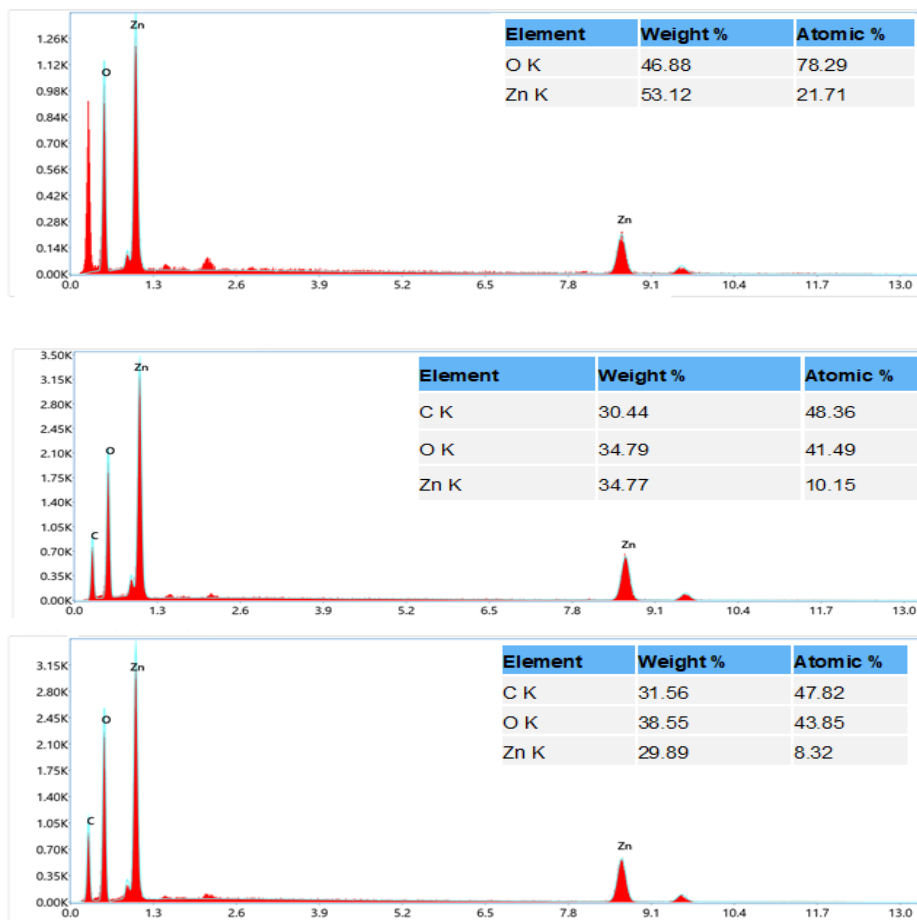 Zn
Element Weight % Atomic %
1.26K
O K 46.88 78.29
1.12K
O
Zn K 53.12 21.71
0.98K
0.84K
0.70K
0.56K
0.42K
0.28K
Zn
0.14K
0.00K
0.0 1.3 2.6 3.9 5.2 6.5 7.8 9.1 10.4 11.7 13.0
3.50K
Zn
Element Weight % Atomic %
3.15K
2.80K
C K 30.44 48.36
2.45K
O
O K 34.79 41.49
2.10K
Zn K 34.77 10.15
1.75K
1.40K
1.05K
C
Zn
0.70K
0.35K
0.00K
0.0 1.3 2.6 3.9 5.2 6.5 7.8 9.1 10.4 11.7 13.0
Zn
Element Weight % Atomic %
3.15K
2.80K
C K 31.56 47.82
O
O K 38.55 43.85
2.45K
Zn K 29.89 8.32
2.10K
1.75K
1.40K
1.05K
C
Zn
0.70K
0.35K
0.00K
0.0 1.3 2.6 3.9 5.2 6.5 7.8 9.1 10.4 11.7 13.0